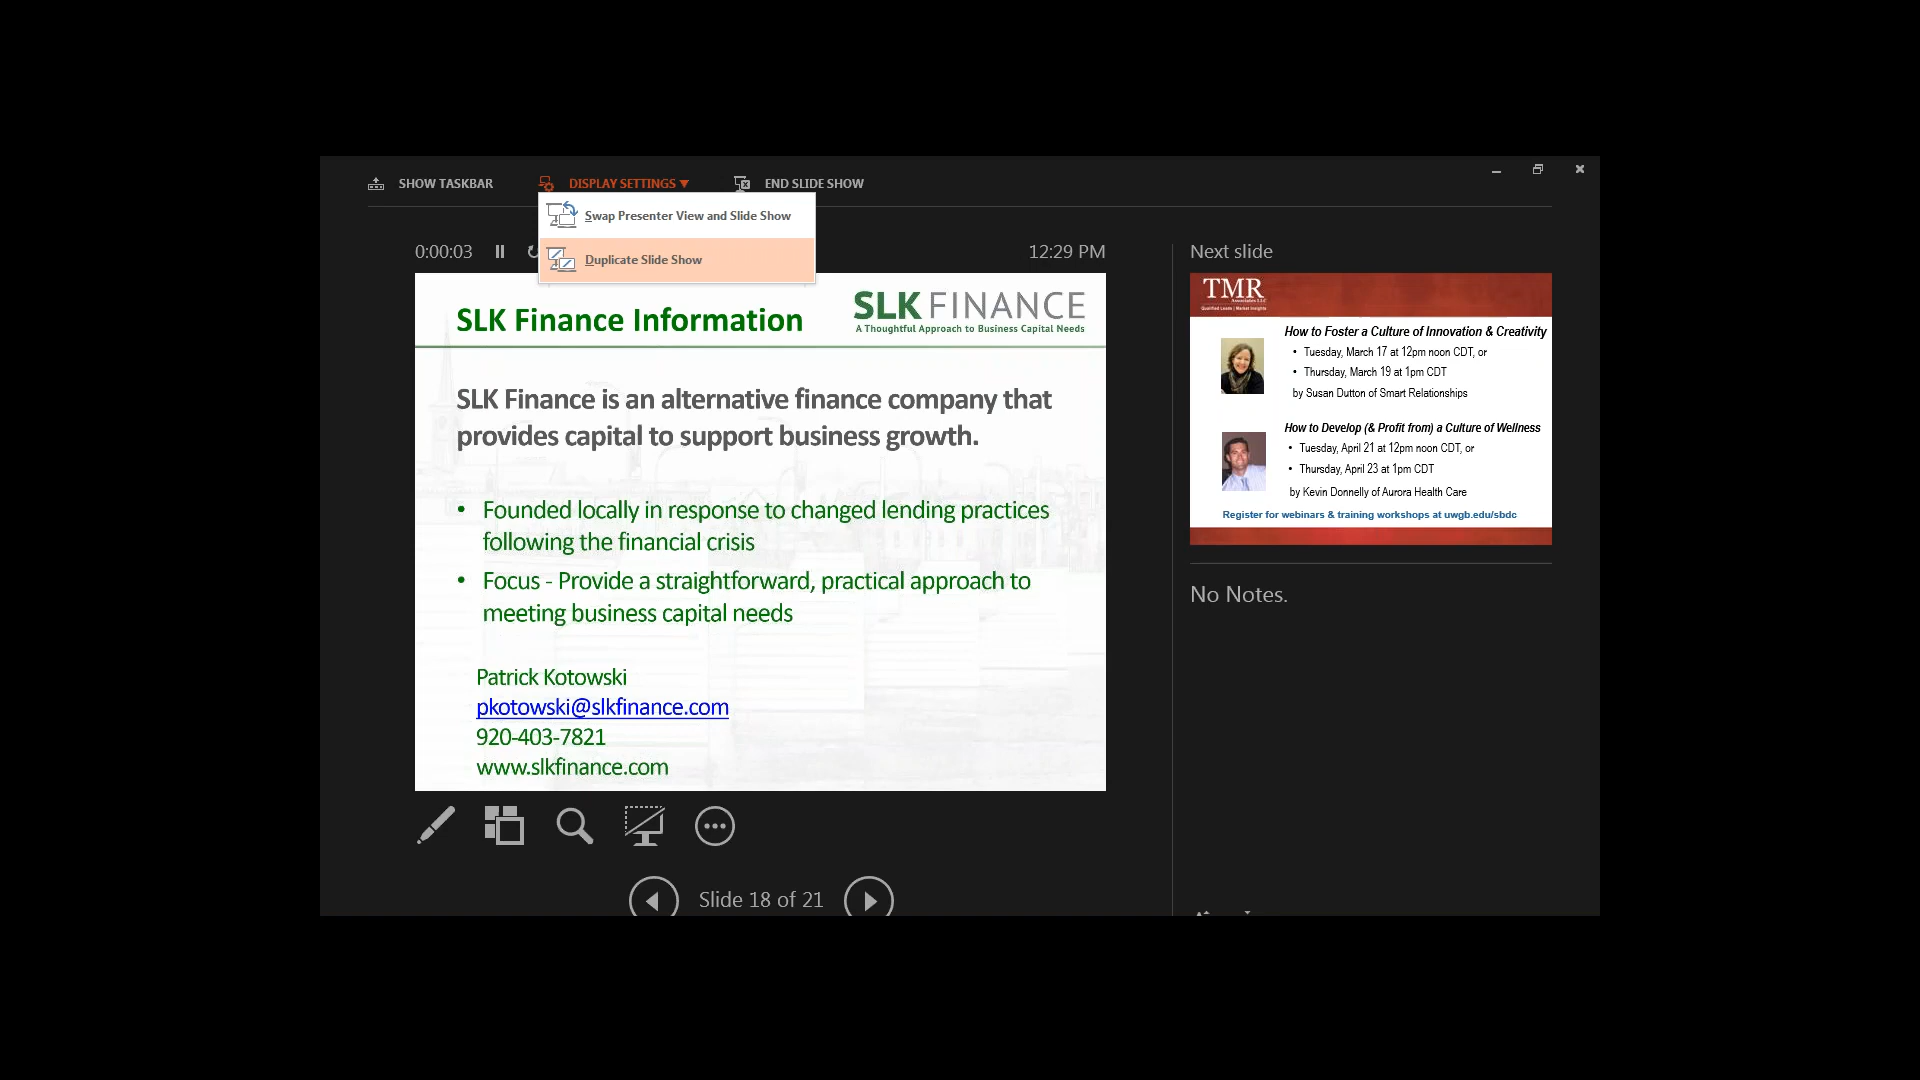 SHOW TASKBAR
DISPLAY SETTINGS
END SLIDE SHOW
Swap Presenter View and Slide Show
Duplicate Slide Show
0:00:03
12:29 PM
SLK Finance Information
SLK FINANCE
A Thoughtful Approach to Business Capital Needs
SLK Finance is an alternative finance company that
provides capital to support business growth.
• Founded locally in response to changed lending practices
following the financial crisis
• Focus - Provide a straightforward, practical approach to
meeting business capital needs
Patrick Kotowski
pkotowski@slkfinance.com
920-403-7821
www.slkfinance.com
Slide 18 of 21
Next slide
TMR
Associates LLC
Qualified Leads | Market Insights
How to Foster a Culture of Innovation & Creativity
• Tuesday, March 17 at 12pm noon CDT, or
• Thursday, March 19 at 1pm CDT
by Susan Dutton of Smart Relationships
How to Develop (& Profit from) a Culture of Wellness
• Tuesday, April 21 at 12pm noon CDT, or
• Thursday, April 23 at 1pm CDT
by Kevin Donnelly of Aurora Health Care
Register for webinars & training workshops at uwgb.edu/sbdc
No Notes.